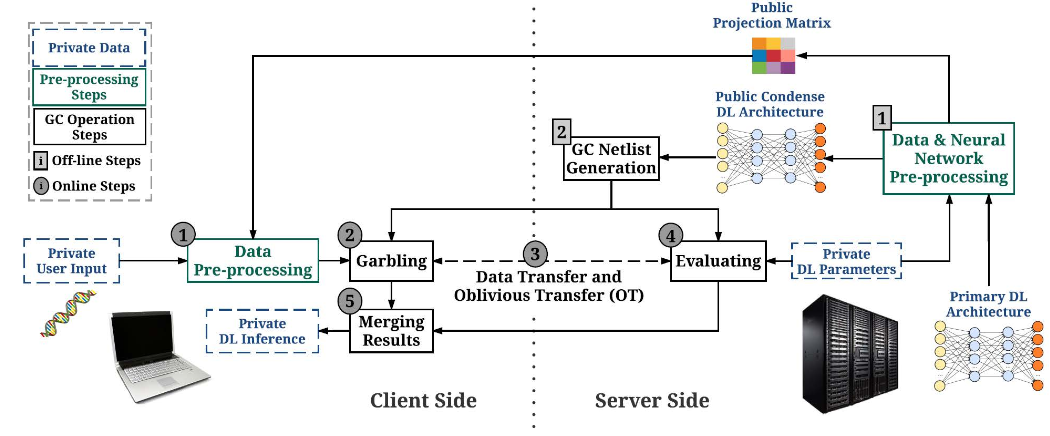 Public
Projection Matrix
Private Data
Pre-processing
Steps
GC Operation
Steps
i Off-line Steps
i Online Steps
Public Condense
DL Architecture
1
Data & Neural
Network
Pre-processing
2
GC Netlist
Generation
Private
User Input
1
Data
Pre-processing
2
Garbling
3
Data Transfer and
Oblivious Transfer (OT)
4
Evaluating
Private
DL Parameters
Primary DL
Architecture
5
Merging
Results
Private
DL Inference
Client Side
Server Side